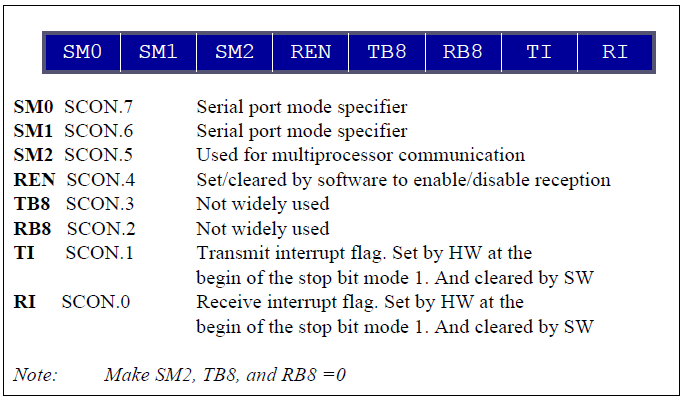 SM0 SM1 SM2 REN TB8 RB8 TI RI
SM0 SCON.7 Serial port mode specifier
SM1 SCON.6 Serial port mode specifier
SM2 SCON.5 Used for multiprocessor communication
REN SCON.4 Set/cleared by software to enable/disable reception
TB8 SCON.3 Not widely used
RB8 SCON.2 Not widely used
TI SCON.1 Transmit interrupt flag. Set by HW at the
begin of the stop bit mode 1. And cleared by SW
RI SCON.0 Receive interrupt flag. Set by HW at the
begin of the stop bit mode 1. And cleared by SW
Note: Make SM2, TB8, and RB8 =0